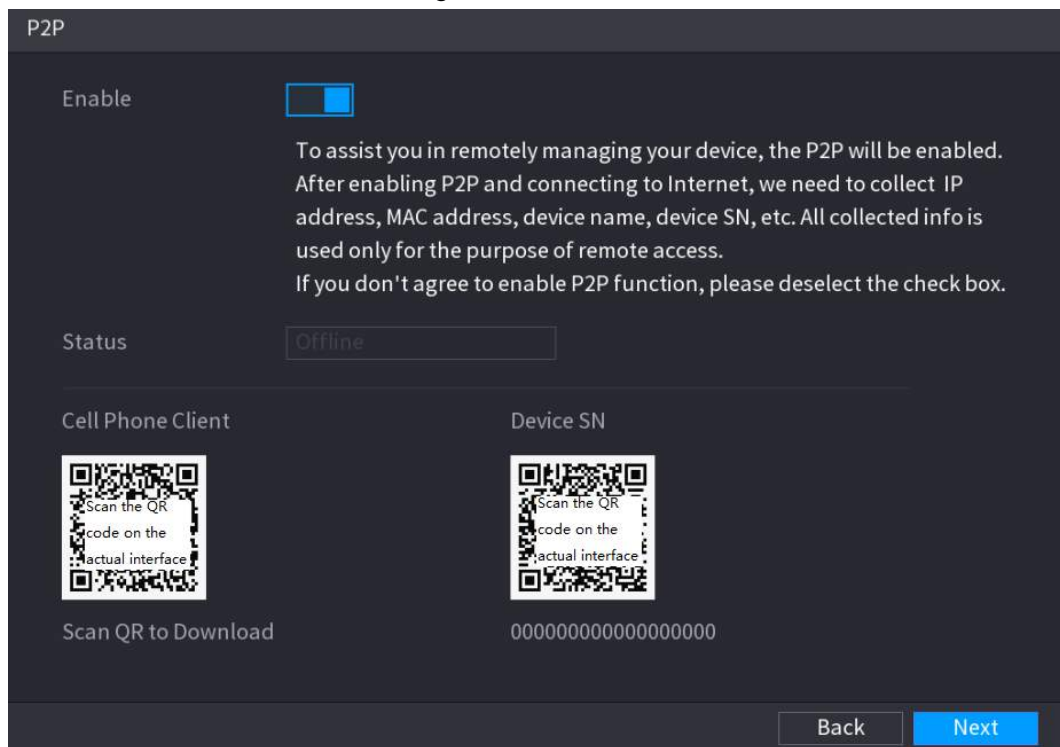 P2P
Enable
To assist you in remotely managing your device, the P2P will be enabled.
After enabling P2P and connecting to Internet, we need to collect IP
address, MAC address, device name, device SN, etc. All collected info is
used only for the purpose of remote access.
If you don't agree to enable P2P function, please deselect the check box.
Status
Offline
Cell Phone Client
Device SN
Scan the QR
code on the
actual interface
Scan the QR
code on the
actual interface
Scan QR to Download
000000000000000000
Back
Next